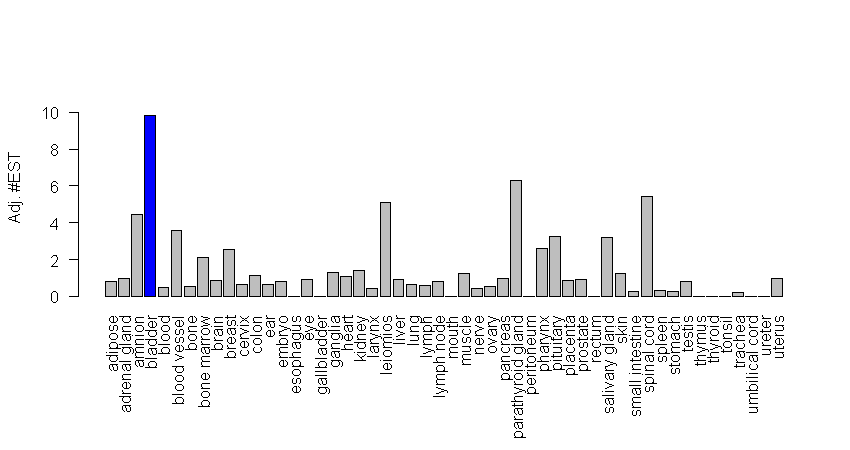 Adj. #EST
10
8
6
4
2
0
adipose
adrenal gland
amnion
bladder
blood
blood vessel
bone
bone marrow
brain
breast
cervix
colon
ear
embryo
esophagus
eye
gallbladder
ganglia
heart
kidney
larynx
leiomios
liver
lung
lymph
lymph node
mouth
muscle
nerve
ovary
pancreas
parathyroid gland
peritoneum
pharynx
pituitary
placenta
prostate
rectum
salivary gland
skin
small intestine
spinal cord
spleen
stomach
testis
thymus
thyroid
tonsil
trachea
umbilical cord
ureter
uterus